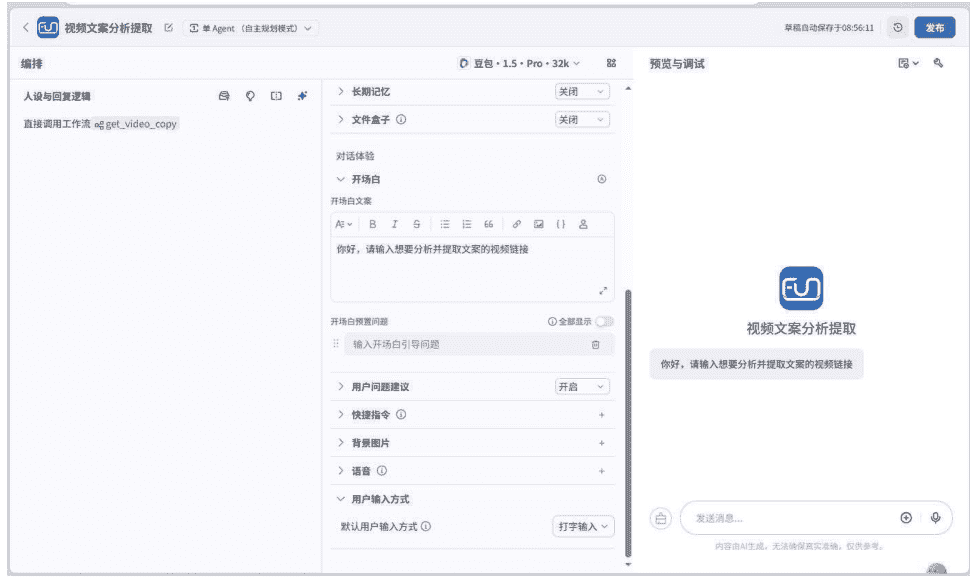 视频文案分析提取
单 Agent（自主规划模式）
草稿自动保存于08:56:11
发布
编排
豆包·1.5·Pro·32k
预览与调试
人设与回复逻辑
直接调用工作流 get_video_copy
长期记忆
关闭
文件盒子
关闭
对话体验
开场白
开场白文案
你好，请输入想要分析并提取文案的视频链接
开场白预置问题
全部显示
输入开场白引导问题
用户问题建议
开启
快捷指令
背景图片
语音
用户输入方式
默认用户输入方式
打字输入
视频文案分析提取
你好，请输入想要分析并提取文案的视频链接
发送消息...
内容由AI生成，无法确保真实准确，仅供参考。